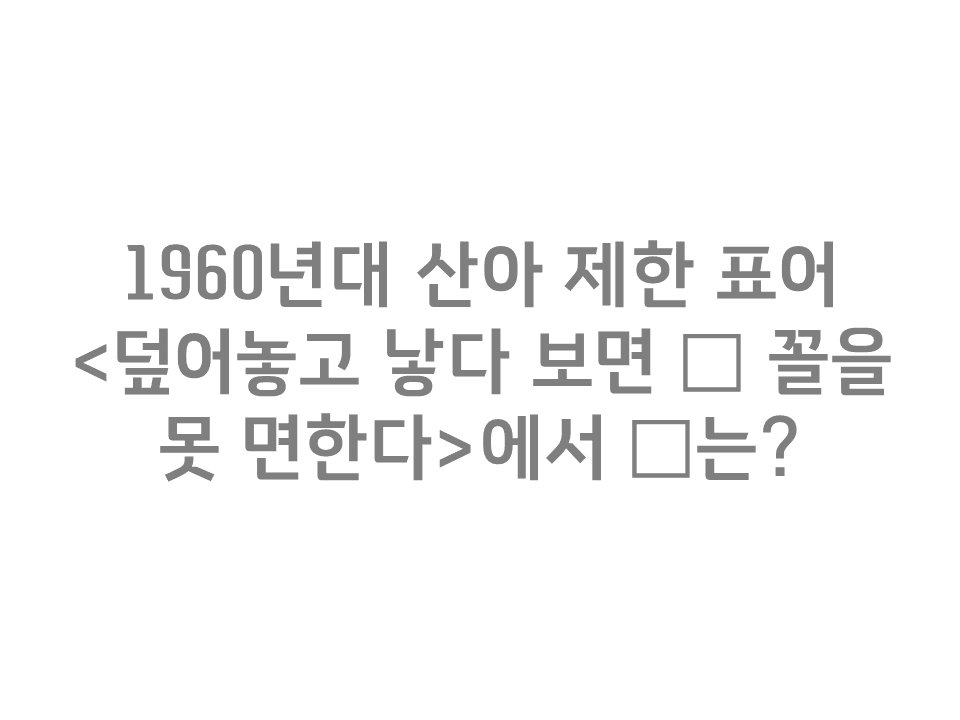 1960년대 산아 제한 표어
<덮어놓고 낳다 보면 □ 꼴을
못 면한다>에서 □는?